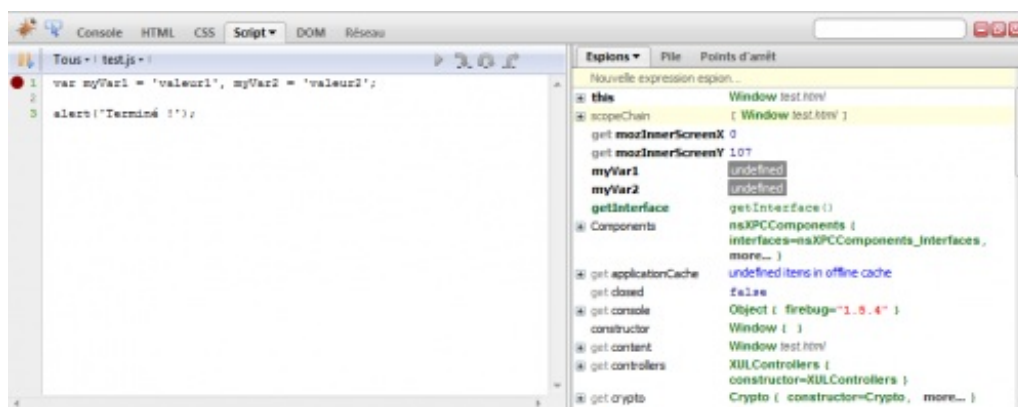 Console HTML CSS Script DOM Réseau
Tous test.js
1 var myVar1 = 'valeur1', myVar2 = 'valeur2';
2
3 alert("Terminé !");
Espions Pile Points d'arrêt
Nouvelle expression espion...
this Window test.html
scopeChain [ Window test.html ]
get mozInnerScreenX 0
get mozInnerScreenY 107
myVar1 undefined
myVar2 undefined
getInterface getInterface()
Components nsXPCComponents {
interfaces=nsXPCComponents_Interfaces,
more... }
get applicationCache undefined items in offline cache
get closed false
get console Object { firebug="1.5.4" }
constructor Window { }
get content Window test.html
get controllers XULControllers {
constructor=XULControllers }
get crypto Crypto { constructor=Crypto, more... }